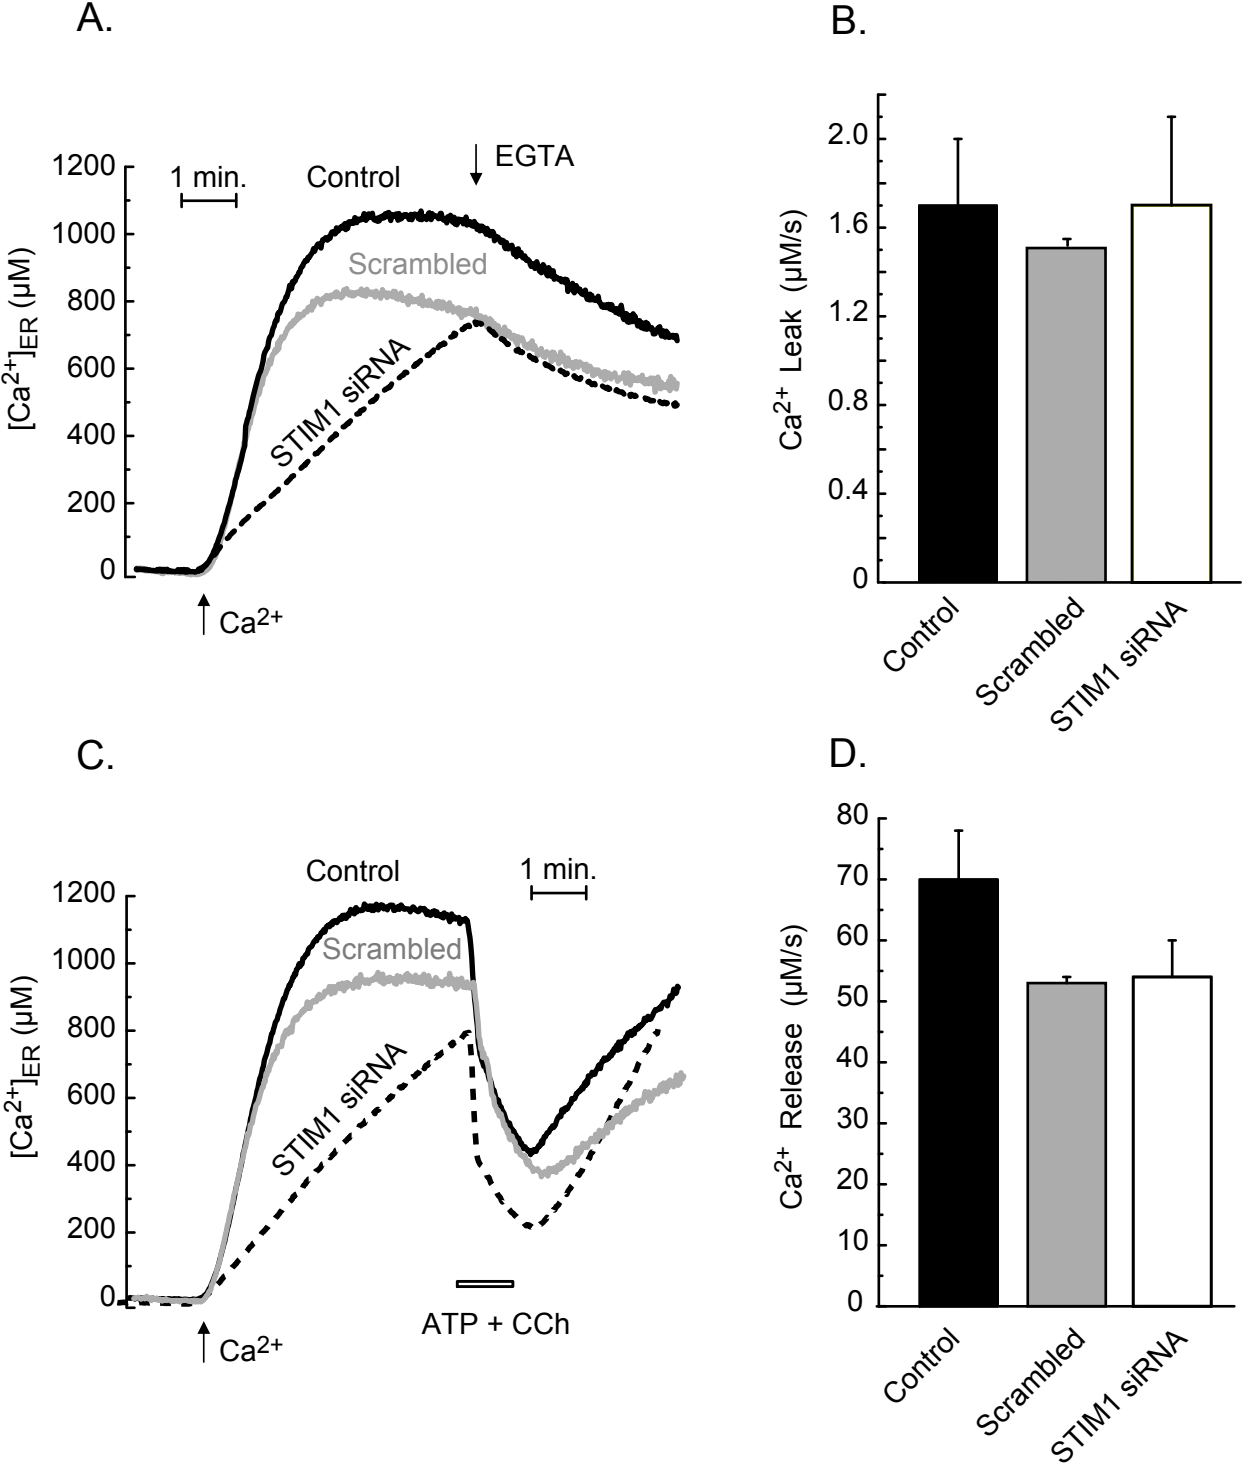 A.
1200
1000
800
600
400
200
0
[Ca2+]ER (μM)
1 min.
Control
EGTA
Scrambled
STIM1 siRNA
Ca2+
B.
2.0
1.6
1.2
0.8
0.4
0
Ca2+ Leak (μM/s)
Control
Scrambled
STIM1 siRNA
C.
1200
1000
800
600
400
200
0
[Ca2+]ER (μM)
Control
1 min.
Scrambled
STIM1 siRNA
ATP + CCh
Ca2+
D.
80
70
60
50
40
30
20
10
0
Ca2+ Release (μM/s)
Control
Scrambled
STIM1 siRNA